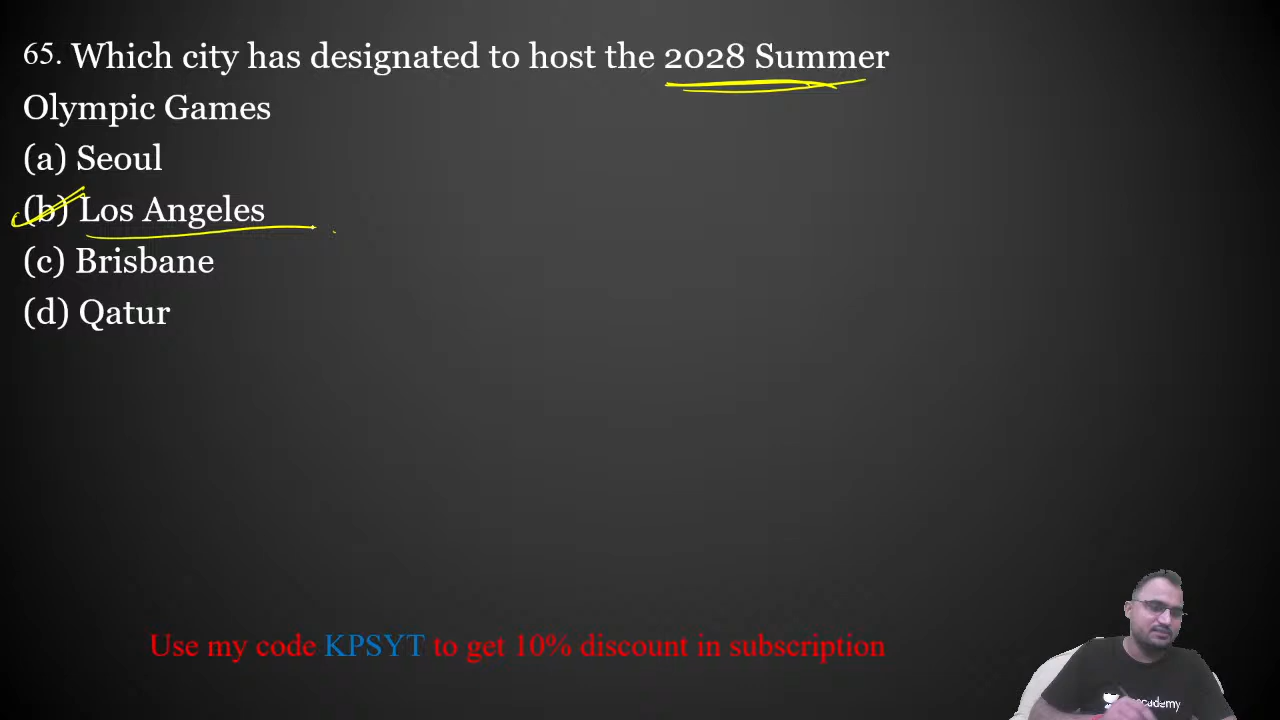 65. Which city has designated to host the 2028 Summer
Olympic Games
(a) Seoul
(b) Los Angeles
(c) Brisbane
(d) Qatur
Use my code KPSYT to get 10% discount in subscription